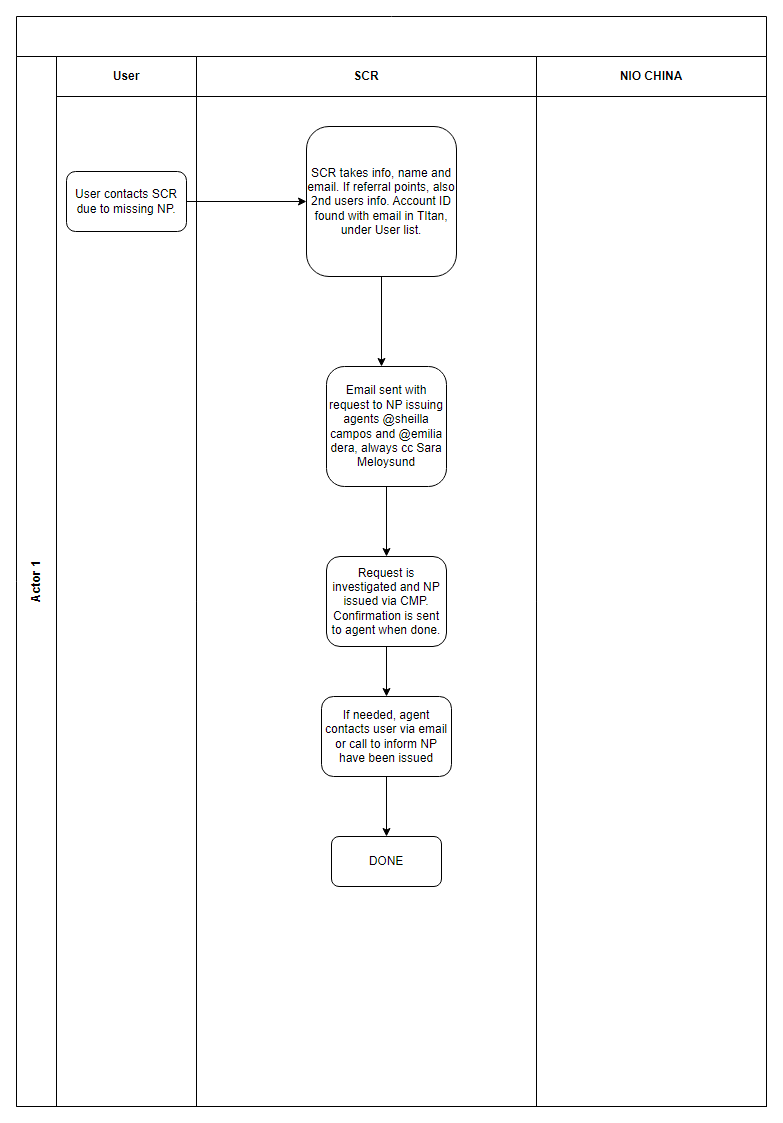 User
SCR
NIO CHINA
Actor 1
User contacts SCR
due to missing NP.
SCR takes info, name and
email. If referral points, also
2nd users info. Account ID
found with email in TItan,
under User list.
Email sent with
request to NP issuing
agents @sheilla
campos and @emilia
dera, always cc Sara
Meloysund
Request is
investigated and NP
issued via CMP.
Confirmation is sent
to agent when done.
If needed, agent
contacts user via email
or call to inform NP
have been issued
DONE